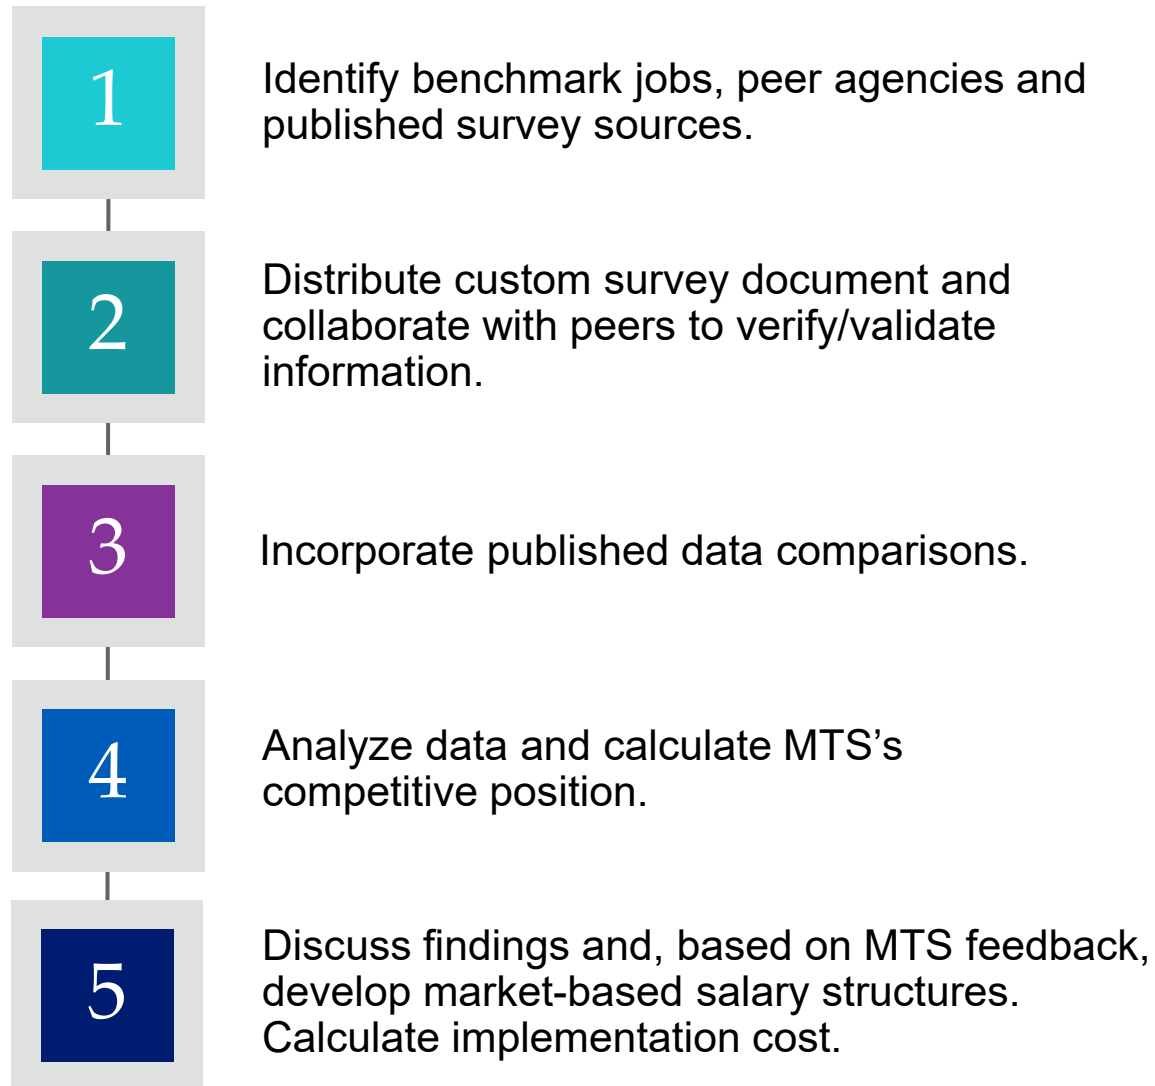 1
Identify benchmark jobs, peer agencies and
published survey sources.
2
Distribute custom survey document and
collaborate with peers to verify/validate
information.
3
Incorporate published data comparisons.
4
Analyze data and calculate MTS’s
competitive position.
5
Discuss findings and, based on MTS feedback,
develop market-based salary structures.
Calculate implementation cost.